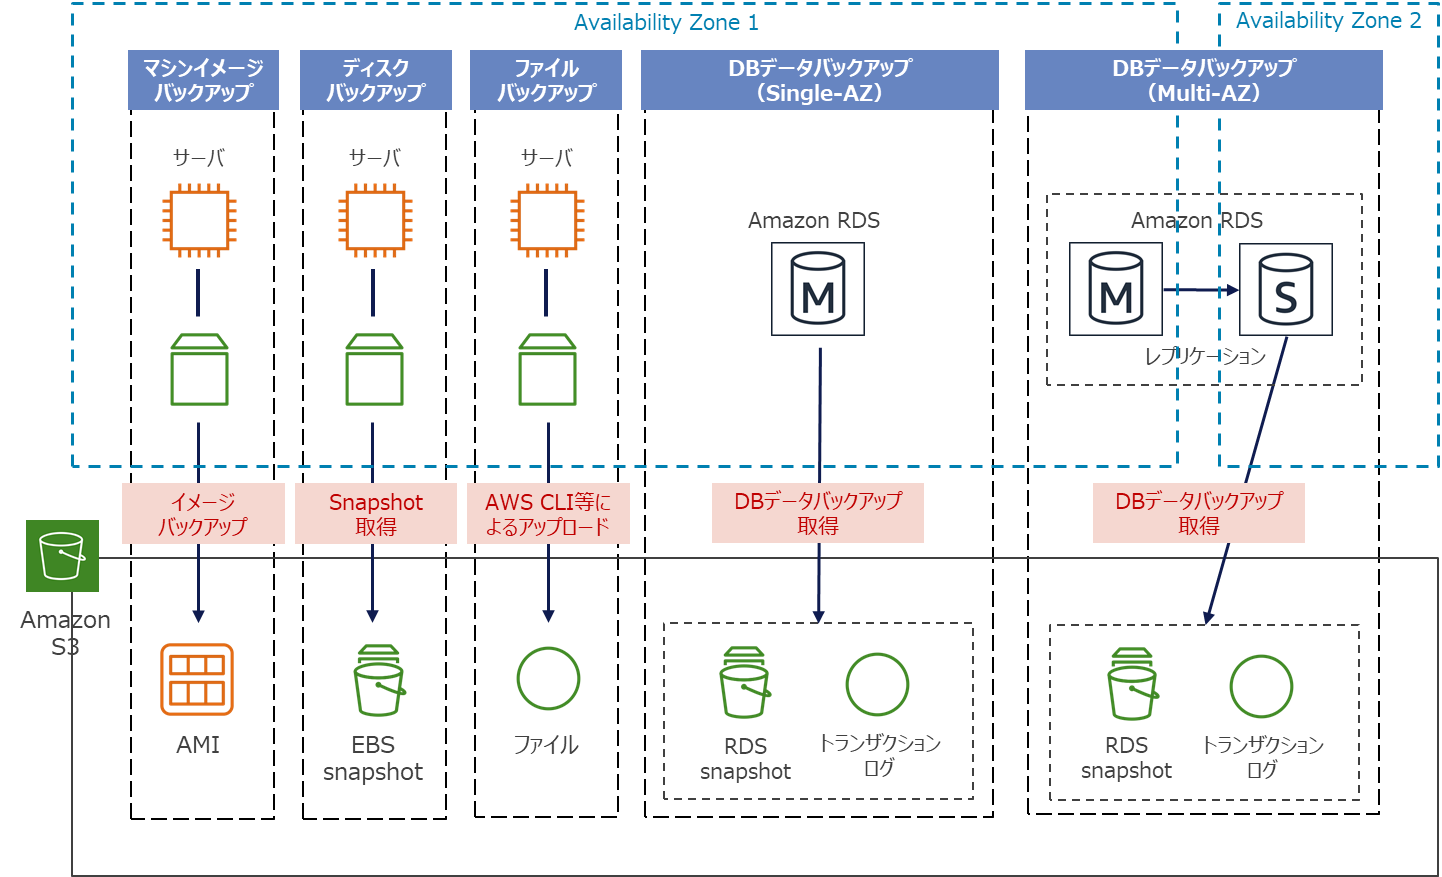 Availability Zone 1
Availability Zone 2
マシンイメージ
バックアップ
ディスク
バックアップ
ファイル
バックアップ
DBデータバックアップ
（Single-AZ）
DBデータバックアップ
（Multi-AZ）
サーバ
サーバ
サーバ
Amazon RDS
M
Amazon RDS
M
S
レプリケーション
イメージ
バックアップ
Snapshot
取得
AWS CLI等に
よるアップロード
DBデータバックアップ
取得
DBデータバックアップ
取得
Amazon
S3
AMI
EBS
snapshot
ファイル
RDS
snapshot
トランザクション
ログ
RDS
snapshot
トランザクション
ログ